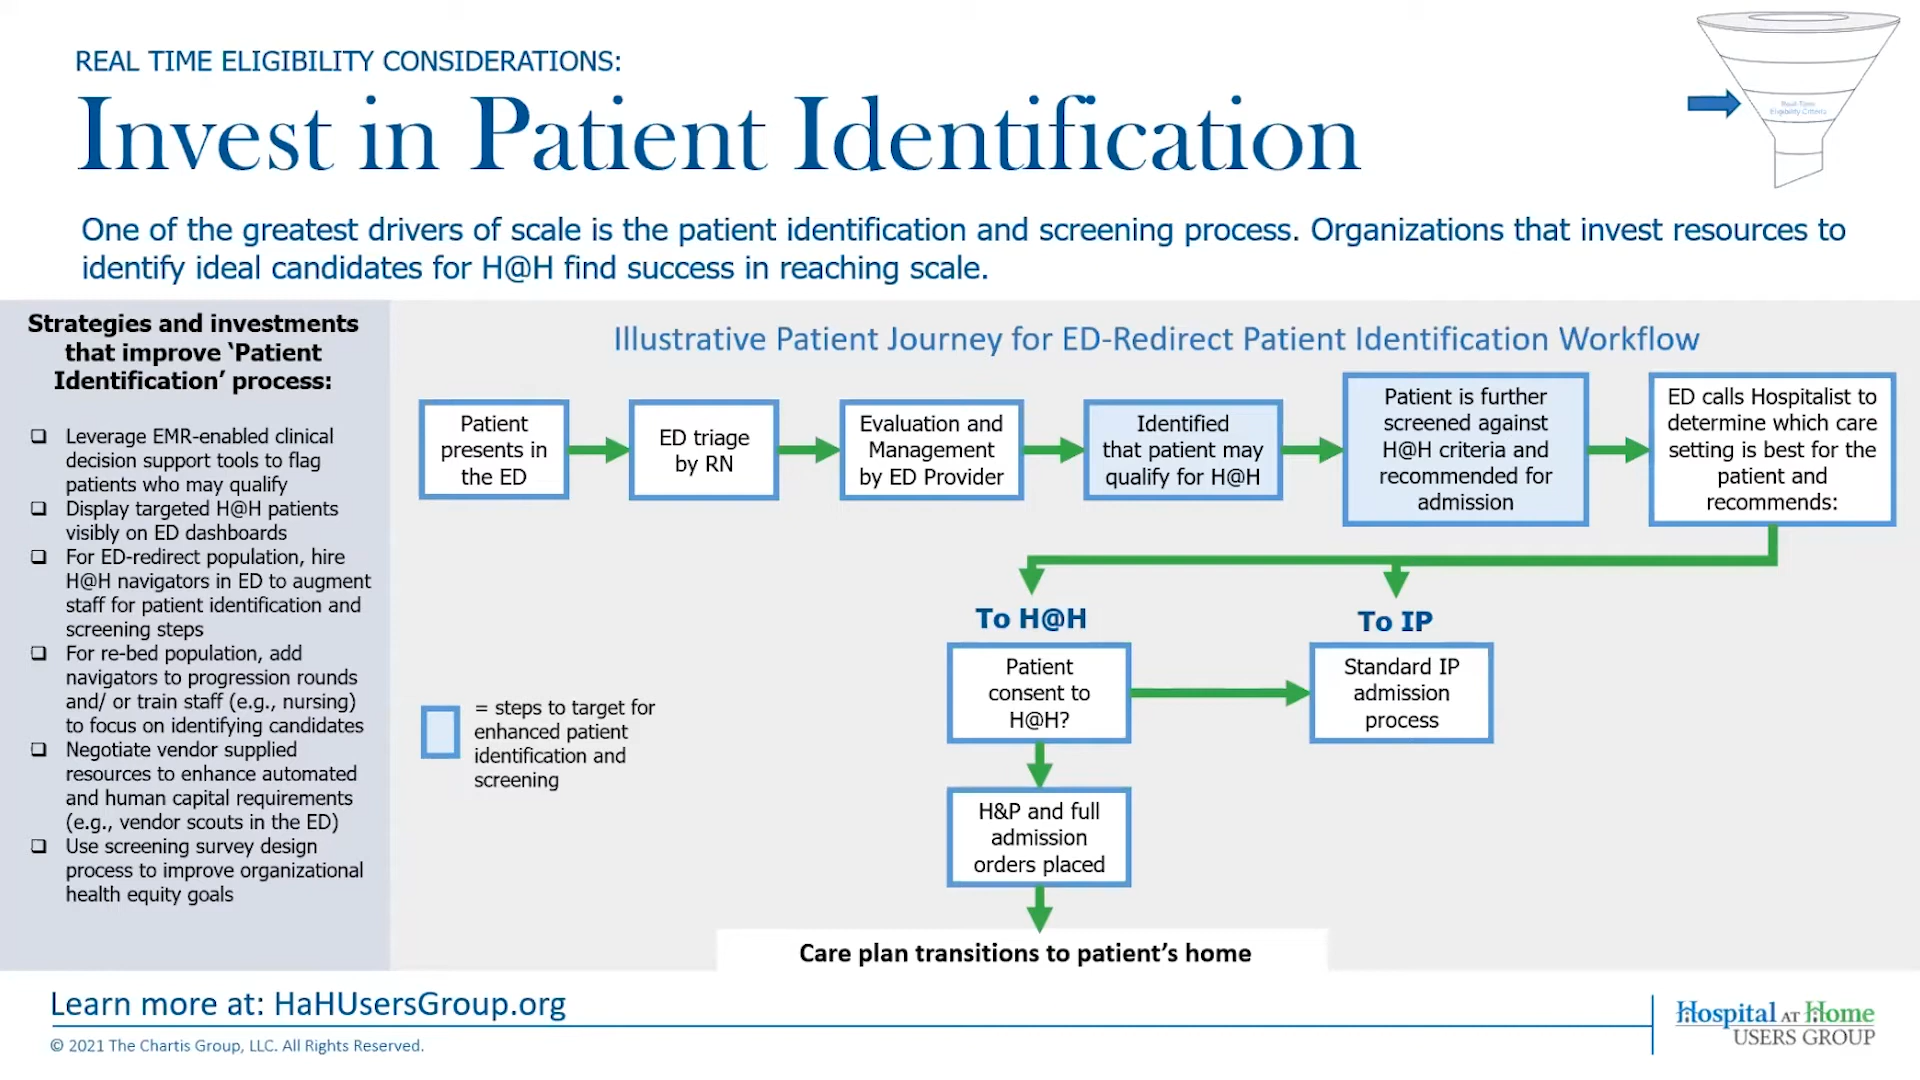 REAL TIME ELIGIBILITY CONSIDERATIONS:
Invest in Patient Identification
Real-Time
Eligibility Criteria
One of the greatest drivers of scale is the patient identification and screening process. Organizations that invest resources to
identify ideal candidates for H@H find success in reaching scale.
Strategies and investments
that improve ‘Patient
Identification’ process:
❑ Leverage EMR-enabled clinical
decision support tools to flag
patients who may qualify
❑ Display targeted H@H patients
visibly on ED dashboards
❑ For ED-redirect population, hire
H@H navigators in ED to augment
staff for patient identification and
screening steps
❑ For re-bed population, add
navigators to progression rounds
and/ or train staff (e.g., nursing)
to focus on identifying candidates
❑ Negotiate vendor supplied
resources to enhance automated
and human capital requirements
(e.g., vendor scouts in the ED)
❑ Use screening survey design
process to improve organizational
health equity goals
Illustrative Patient Journey for ED-Redirect Patient Identification Workflow
Patient
presents in
the ED
ED triage
by RN
Evaluation and
Management
by ED Provider
Identified
that patient may
qualify for H@H
Patient is further
screened against
H@H criteria and
recommended for
admission
ED calls Hospitalist to
determine which care
setting is best for the
patient and
recommends:
To H@H
Patient
consent to
H@H?
To IP
Standard IP
admission
process
= steps to target for
enhanced patient
identification and
screening
H&P and full
admission
orders placed
Care plan transitions to patient’s home
Learn more at: HaHUsersGroup.org
© 2021 The Chartis Group, LLC. All Rights Reserved.
Hospital AT Home
USERS GROUP